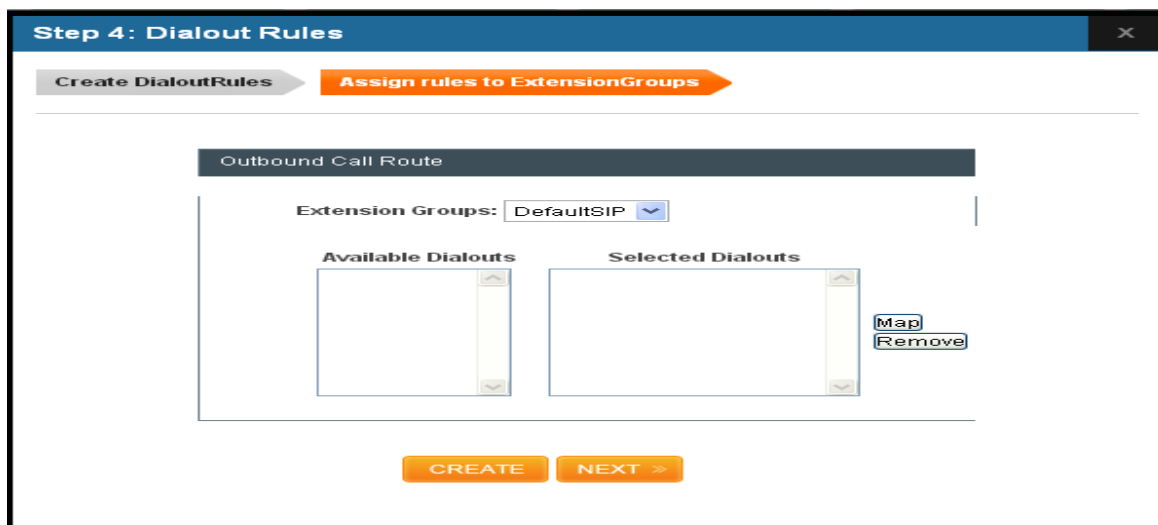 Step 4: Dialout Rules
×
Create DialoutRules
Assign rules to ExtensionGroups
Outbound Call Route
Extension Groups: DefaultSIP
Available Dialouts
Selected Dialouts
Map
Remove
CREATE
NEXT »